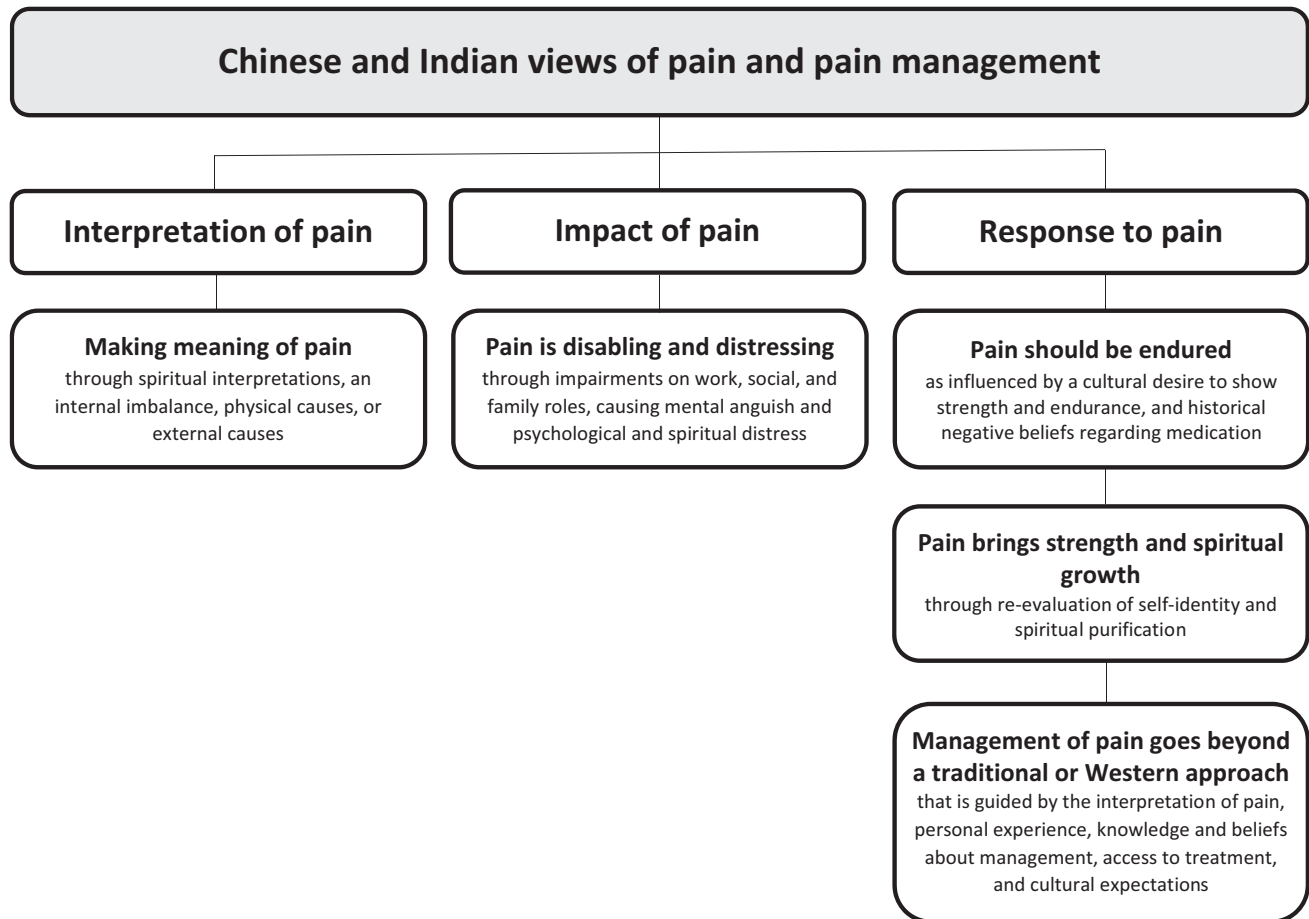 Chinese and Indian views of pain and pain management
Interpretation of pain
Impact of pain
Response to pain
Making meaning of pain
through spiritual interpretations, an
internal imbalance, physical causes, or
external causes
Pain is disabling and distressing
through impairments on work, social, and
family roles, causing mental anguish and
psychological and spiritual distress
Pain should be endured
as influenced by a cultural desire to show
strength and endurance, and historical
negative beliefs regarding medication
Pain brings strength and spiritual
growth
through re-evaluation of self-identity and
spiritual purification
Management of pain goes beyond
a traditional or Western approach
that is guided by the interpretation of pain,
personal experience, knowledge and beliefs
about management, access to treatment,
and cultural expectations